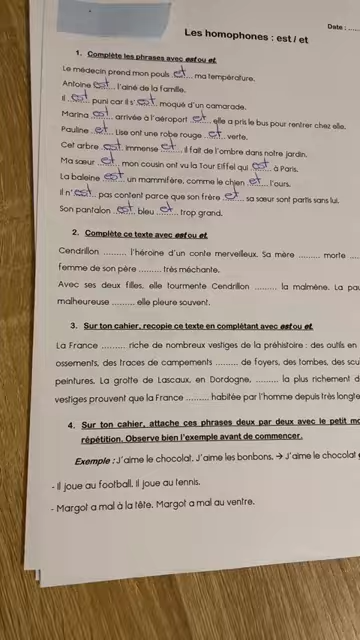 Date : ......
Les homophones : est / et
1. Complète les phrases avec est ou et.
Le médecin prend mon pouls et ma température.
Antoine est l'aîné de la famille.
Il est puni car il s' est moqué d'un camarade.
Marina est arrivée à l'aéroport et elle a pris le bus pour rentrer chez elle.
Pauline et Lise ont une robe rouge et verte.
Cet arbre est immense et il fait de l'ombre dans notre jardin.
Ma sœur et mon cousin ont vu la Tour Eiffel qui est à Paris.
La baleine est un mammifère, comme le chien et l'ours.
Il n' est pas content parce que son frère et sa sœur sont partis sans lui.
Son pantalon est bleu et trop grand.
2. Complète ce texte avec est ou et.
Cendrillon ......... l'héroïne d'un conte merveilleux. Sa mère ......... morte ....
femme de son père ......... très méchante.
Avec ses deux filles, elle tourmente Cendrillon ......... la malmène. La
malheureuse ......... elle pleure souvent.
3. Sur ton cahier, recopie ce texte en complétant avec est ou et.
La France ......... riche de nombreux vestiges de la préhistoire : des outils en
ossements, des traces de campements ......... de foyers, des tombes, des
peintures. La grotte de Lascaux, en Dordogne, ......... la plus richement
vestiges prouvent que la France ......... habitée par l'homme depuis très
4. Sur ton cahier, attache ces phrases deux par deux avec le petit
répétition. Observe bien l'exemple avant de commencer.
Exemple : J'aime le chocolat. J'aime les bonbons. → J'aime le chocolat
- Il joue au football. Il joue au tennis.
- Margot a mal à la tête. Margot a mal au ventre.